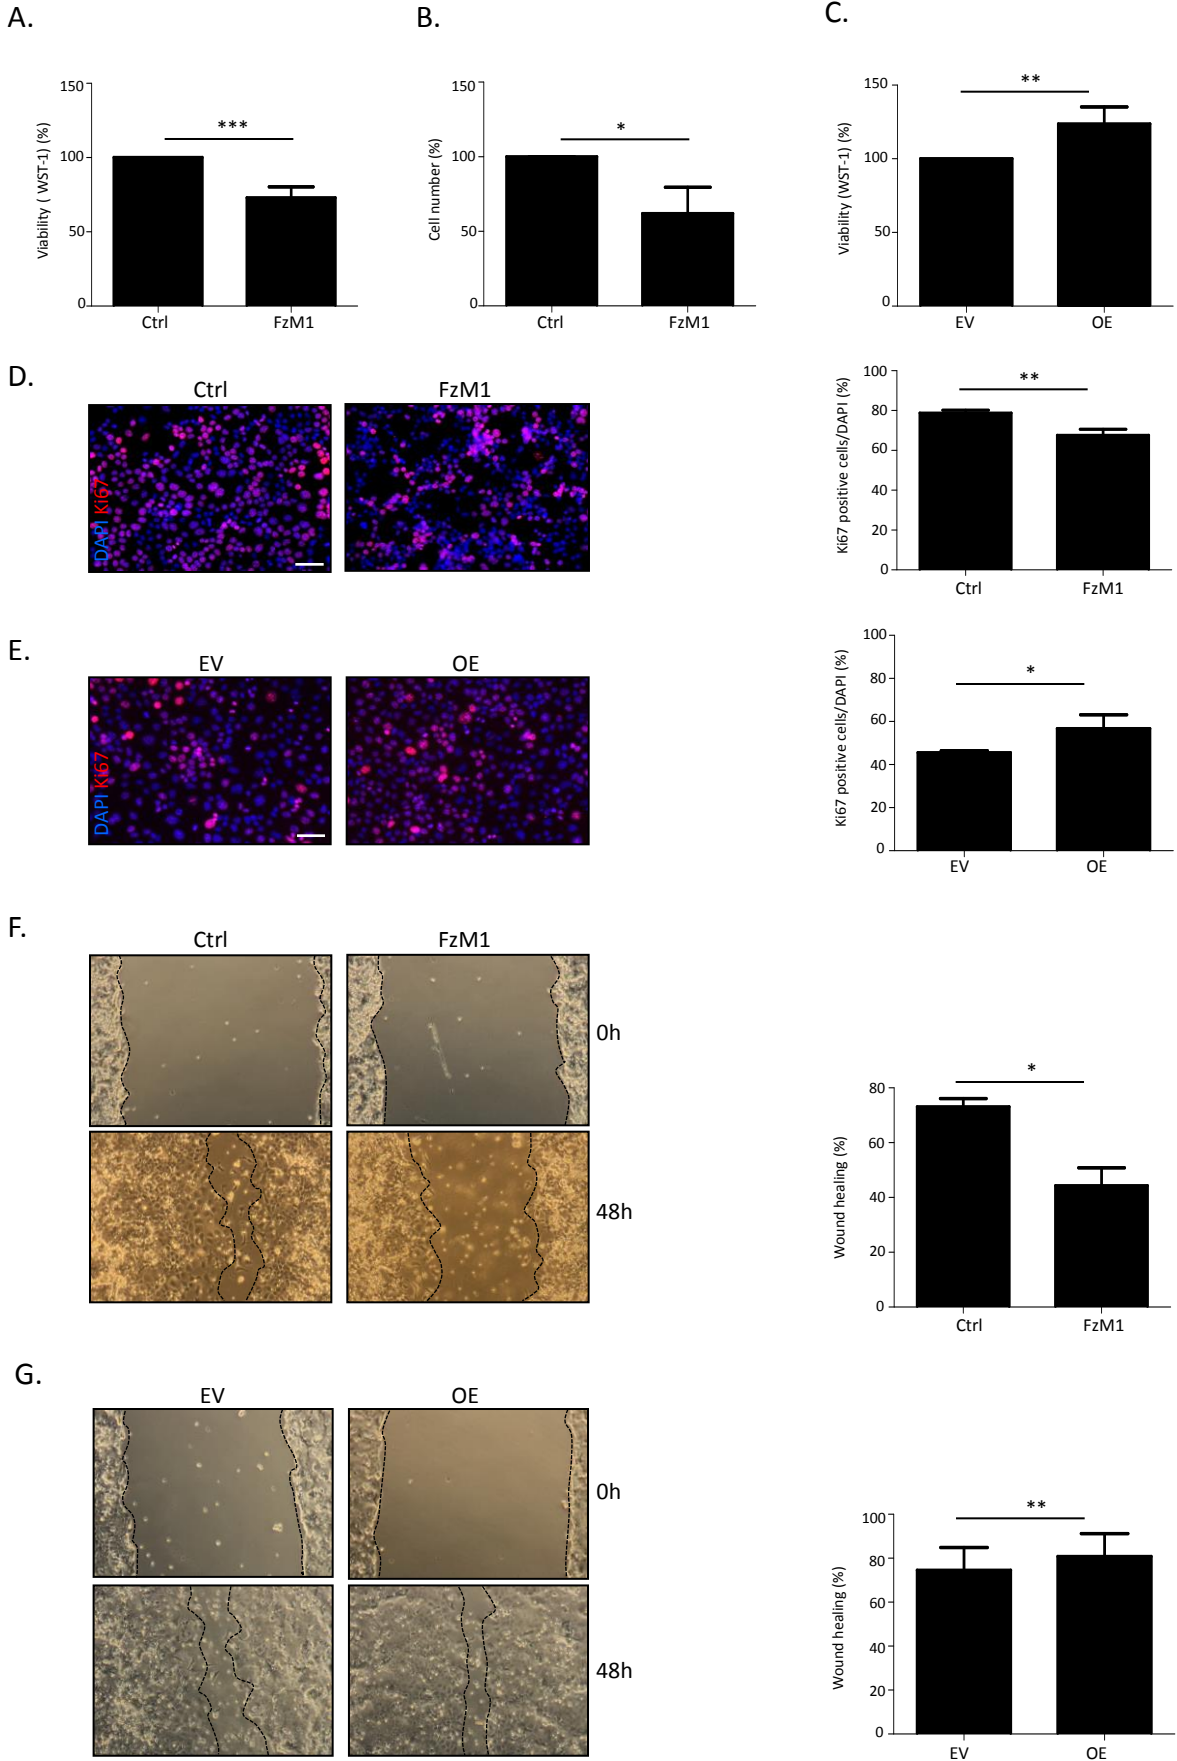 A.
B.
C.
150
100
50
0
Viability ( WST-1) (%)
***
Ctrl
FzM1
150
100
50
0
Cell number (%)
*
Ctrl
FzM1
150
100
50
0
Viability (WST-1) (%)
**
EV
OE
D.
Ctrl
FzM1
DAPI Ki67
100
80
60
40
20
0
Ki67 positive cells/DAPI (%)
**
Ctrl
FzM1
E.
EV
OE
DAPI Ki67
100
80
60
40
20
0
Ki67 positive cells/DAPI (%)
*
EV
OE
F.
Ctrl
FzM1
0h
48h
80
60
40
20
0
Wound healing (%)
*
Ctrl
FzM1
G.
EV
OE
0h
48h
100
80
60
40
20
0
Wound healing (%)
**
EV
OE